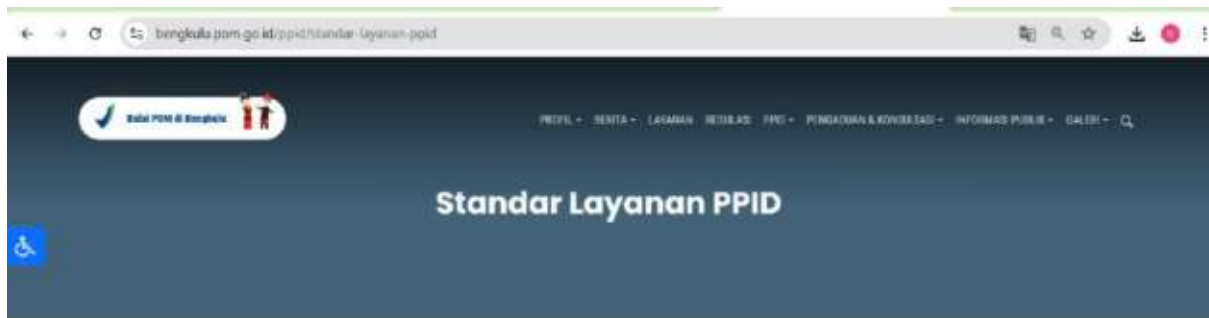 bengkulu.pom.go.id/ppid/standar-layanan-ppid
Balai POM di Bengkulu
PROFIL BERITA LAYANAN REGULASI PPID PENGADUAN & KONSULTASI INFORMASI PUBLIK GALERI
Standar Layanan PPID